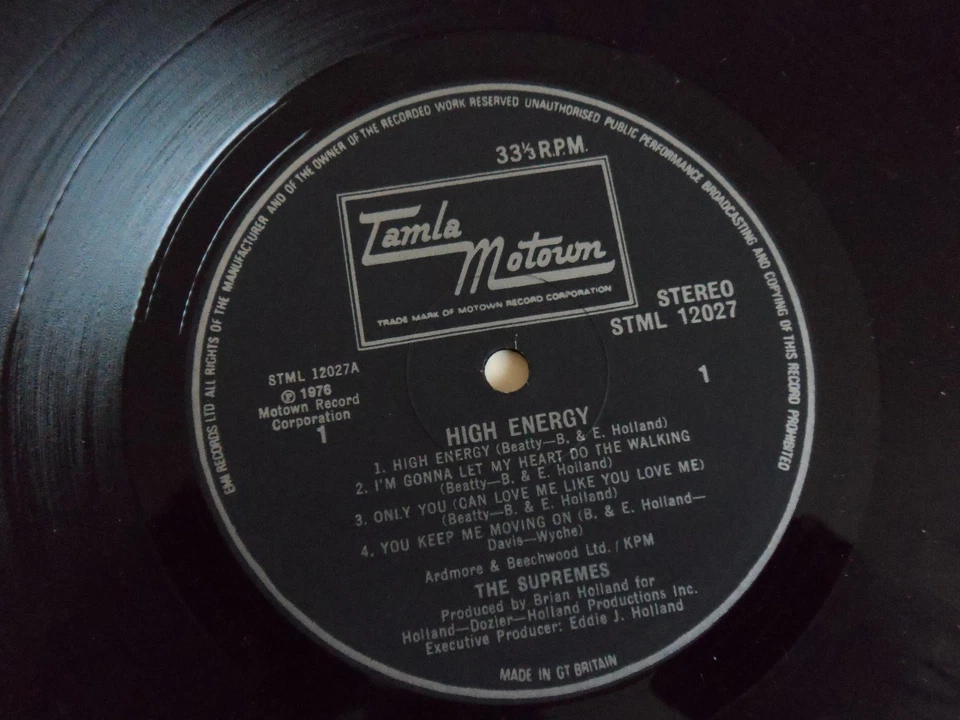 EMI RECORDS LTD ALL RIGHTS OF THE MANUFACTURER AND OF THE OWNER OF THE RECORDED WORK RESERVED UNAUTHORISED PUBLIC PERFORMANCE BROADCASTING AND COPYING OF THIS RECORD PROHIBITED
33⅓ R.P.M.
Tamla
Motown
TRADE MARK OF MOTOWN RECORD CORPORATION
STEREO
STML 12027
1
STML 12027A
Ⓟ 1976
Motown Record
Corporation
1
HIGH ENERGY
1. HIGH ENERGY (Beatty—B. & E. Holland)
2. I'M GONNA LET MY HEART DO THE WALKING
(Beatty—B. & E. Holland)
3. ONLY YOU (CAN LOVE ME LIKE YOU LOVE ME)
(Beatty—B. & E. Holland)
4. YOU KEEP ME MOVING ON (B. & E. Holland—
Davis—Wyche)
Ardmore & Beechwood Ltd. / KPM
THE SUPREMES
Produced by Brian Holland for
Holland—Dozier—Holland Productions Inc.
Executive Producer: Eddie J. Holland
MADE IN GT BRITAIN